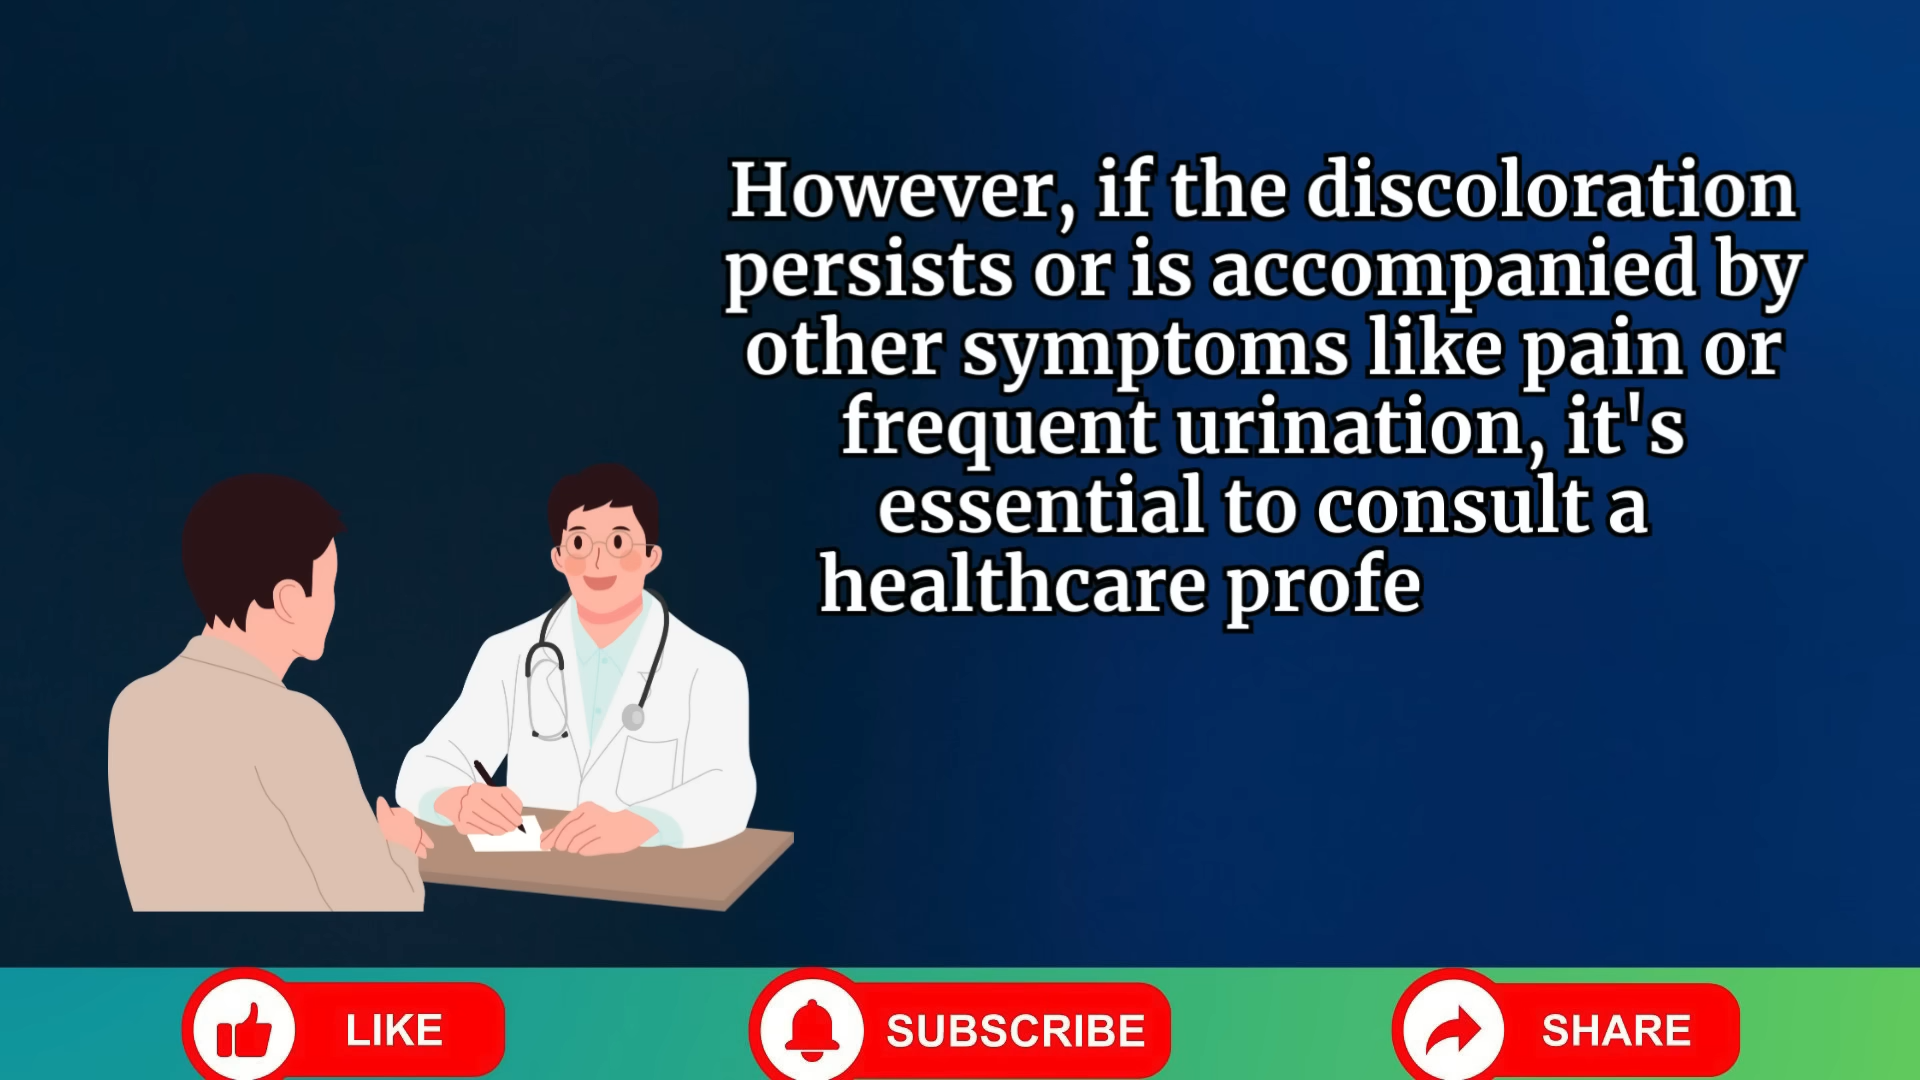 However, if the discoloration
persists or is accompanied by
other symptoms like pain or
frequent urination, it's
essential to consult a
healthcare profe
LIKE
SUBSCRIBE
SHARE